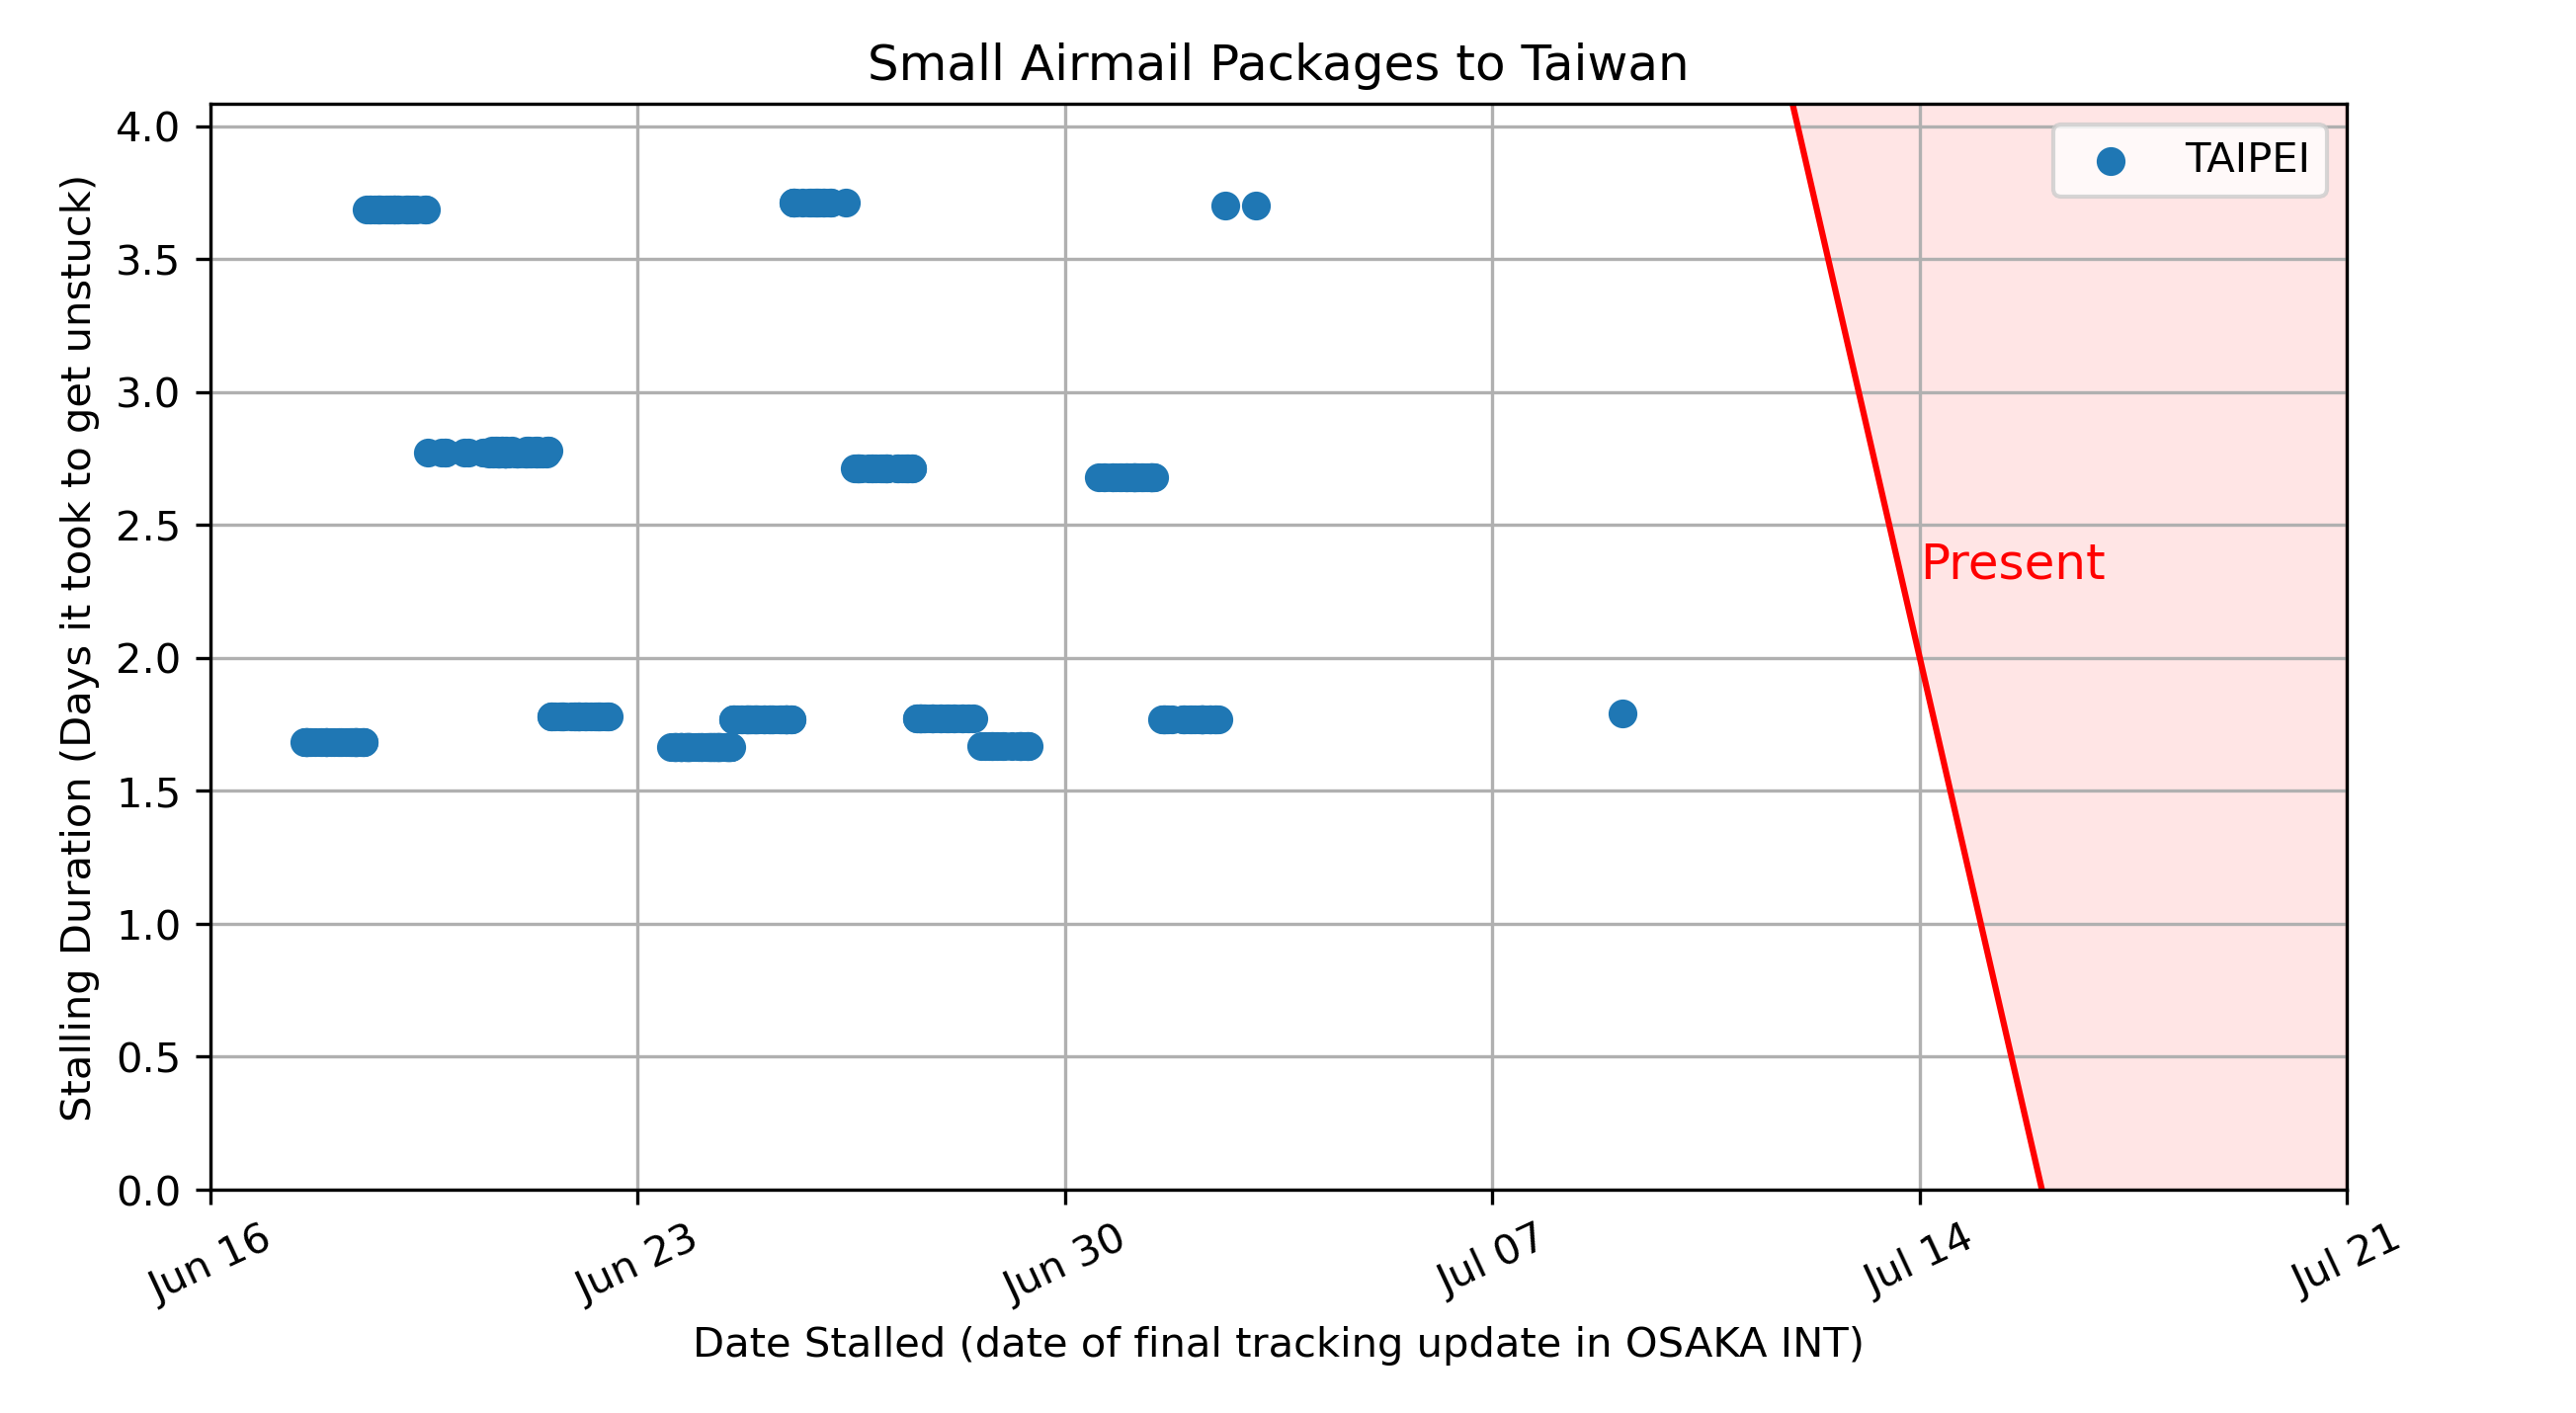 Small Airmail Packages to Taiwan
Stalling Duration (Days it took to get unstuck)
4.0
3.5
3.0
2.5
2.0
1.5
1.0
0.5
0.0
TAIPEI
Present
Jun 16
Jun 23
Jun 30
Jul 07
Jul 14
Jul 21
Date Stalled (date of final tracking update in OSAKA INT)